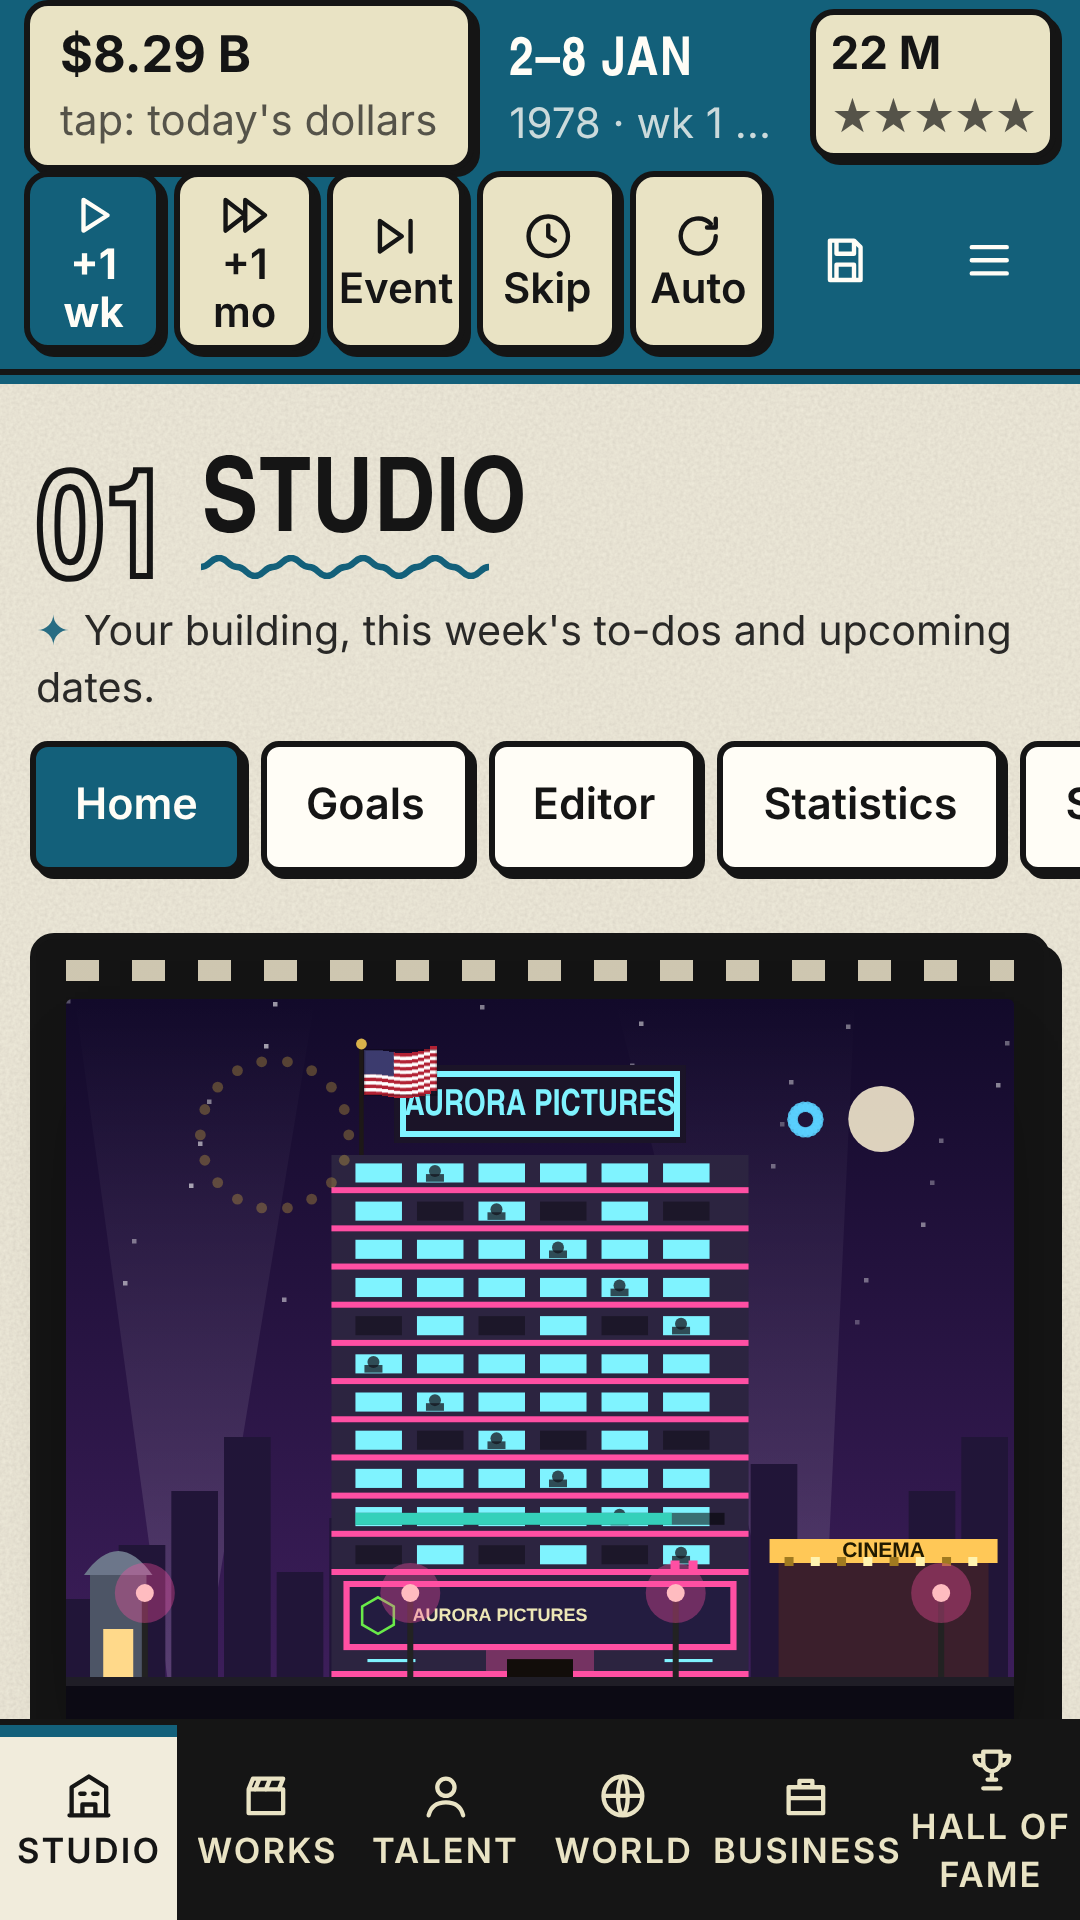 $8.29 B
tap: today's dollars
2–8 JAN
1978 · wk 1 ...
22 M
★★★★★
+1 wk
+1 mo
Event
Skip
Auto
01 STUDIO
✦ Your building, this week's to-dos and upcoming
dates.
Home
Goals
Editor
Statistics
AURORA PICTURES
CINEMA
AURORA PICTURES
STUDIO
WORKS
TALENT
WORLD
BUSINESS
HALL OF
FAME